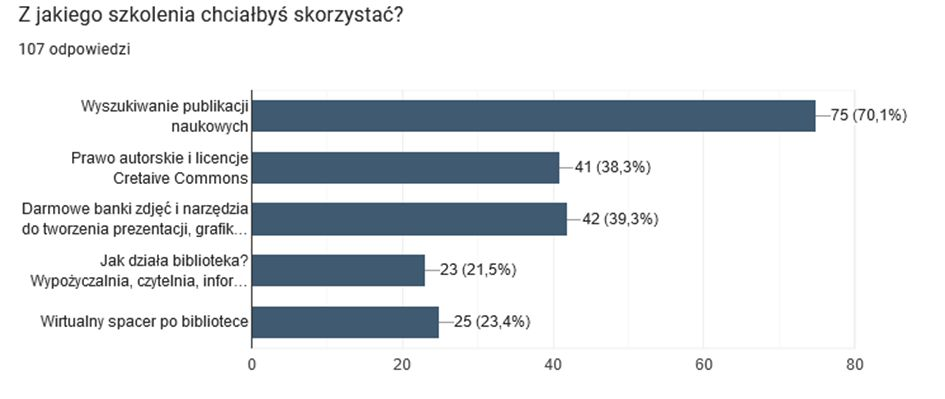 Z jakiego szkolenia chciałbyś skorzystać?
107 odpowiedzi
Wyszukiwanie publikacji
naukowych
75 (70,1%)
Prawo autorskie i licencje
Cretaive Commons
41 (38,3%)
Darmowe banki zdjęć i narzędzia
do tworzenia prezentacji, grafik...
42 (39,3%)
Jak działa biblioteka?
Wypożyczalnia, czytelnia, infor...
23 (21,5%)
Wirtualny spacer po bibliotece
25 (23,4%)
0 20 40 60 80